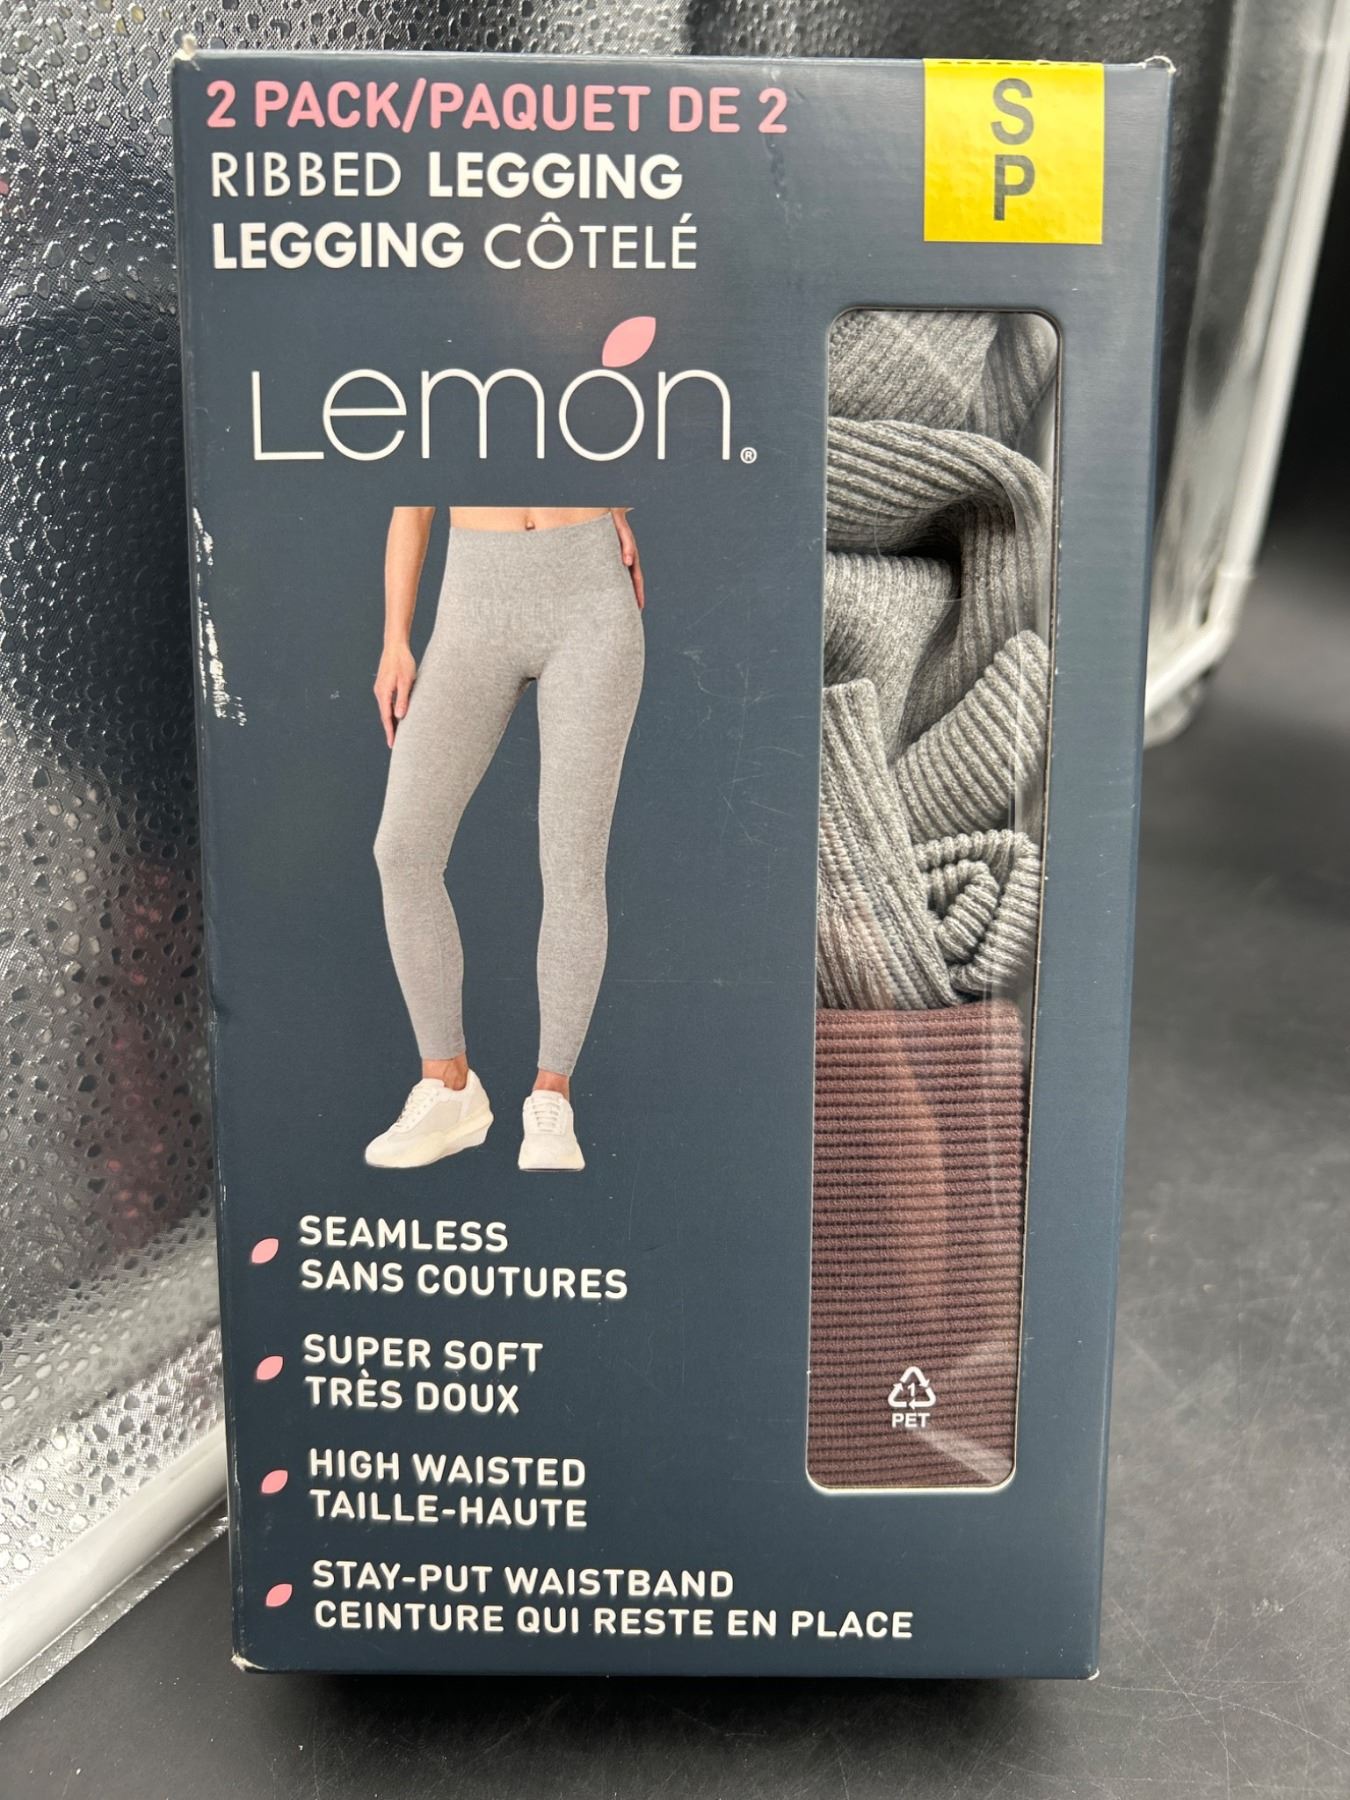 2 PACK/PAQUET DE 2
RIBBED LEGGING
LEGGING CÔTELÉ
S
P
Lemon®
SEAMLESS
SANS COUTURES
SUPER SOFT
TRÈS DOUX
HIGH WAISTED
TAILLE-HAUTE
STAY-PUT WAISTBAND
CEINTURE QUI RESTE EN PLACE
1
PET